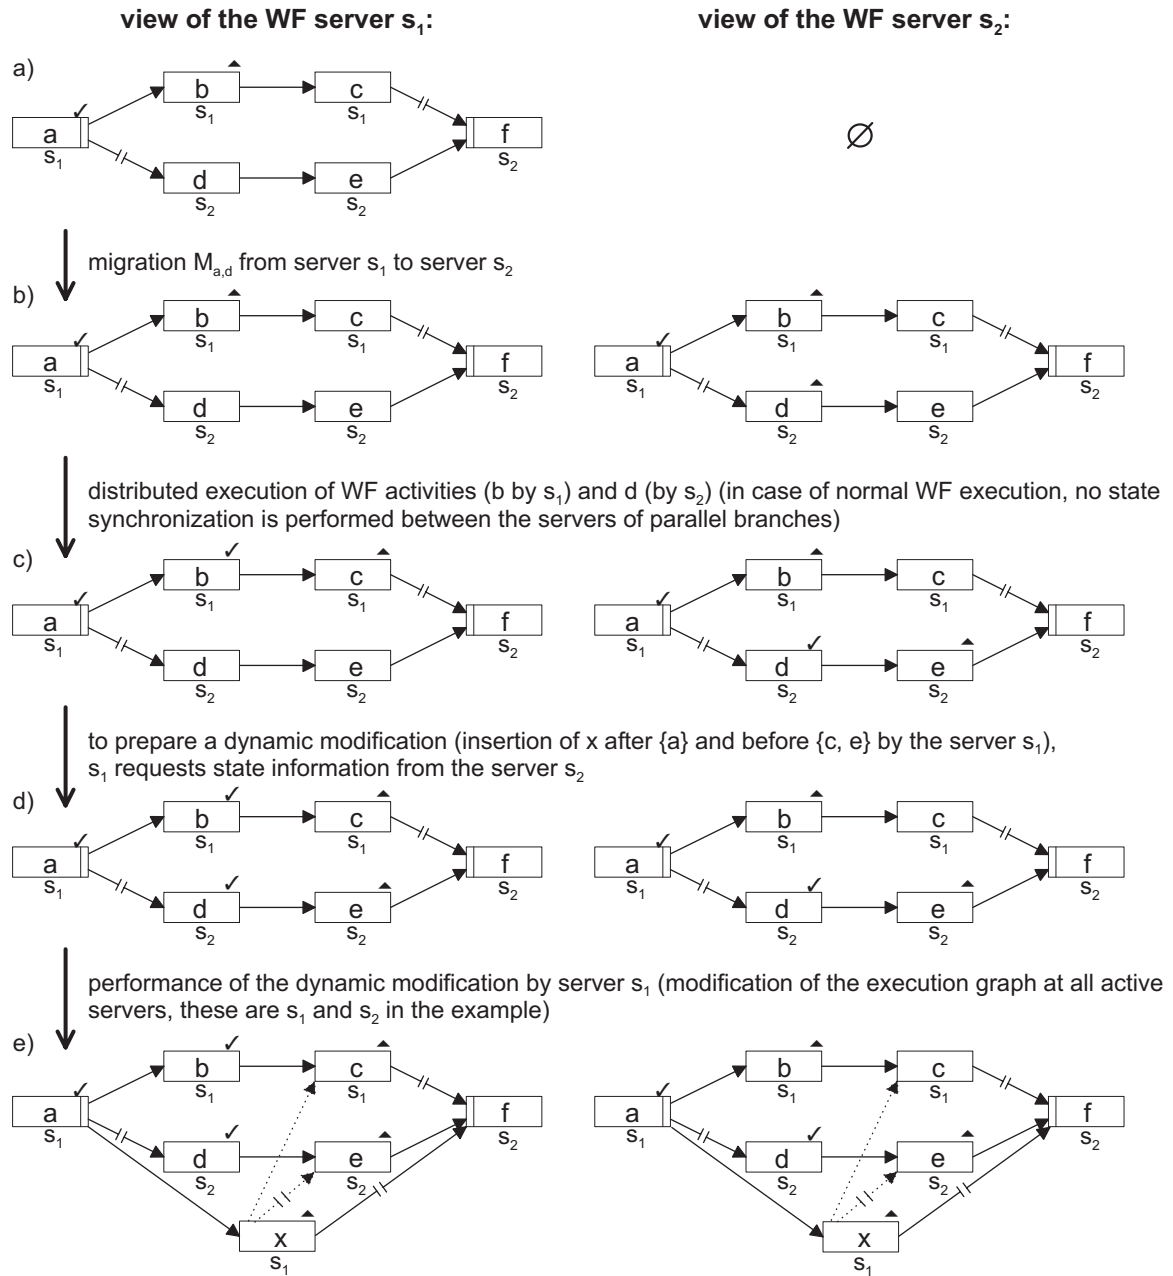 view of the WF server s1: view of the WF server s2:
a)
b c
s1 s1
a f
s1 s2
∅
d e
s2 s2
migration Ma,d from server s1 to server s2
b)
b c b c
s1 s1 s1 s1
a f a f
s1 s2 s1 s2
d e d e
s2 s2 s2 s2
distributed execution of WF activities (b by s1) and d (by s2) (in case of normal WF execution, no state
synchronization is performed between the servers of parallel branches)
c)
b c b c
s1 s1 s1 s1
a f a f
s1 s2 s1 s2
d e d e
s2 s2 s2 s2
to prepare a dynamic modification (insertion of x after {a} and before {c, e} by the server s1),
s1 requests state information from the server s2
d)
b c b c
s1 s1 s1 s1
a f a f
s1 s2 s1 s2
d e d e
s2 s2 s2 s2
performance of the dynamic modification by server s1 (modification of the execution graph at all active
servers, these are s1 and s2 in the example)
e)
b c b c
s1 s1 s1 s1
a f a f
s1 s2 s1 s2
d e d e
s2 s2 s2 s2
x x
s1 s1